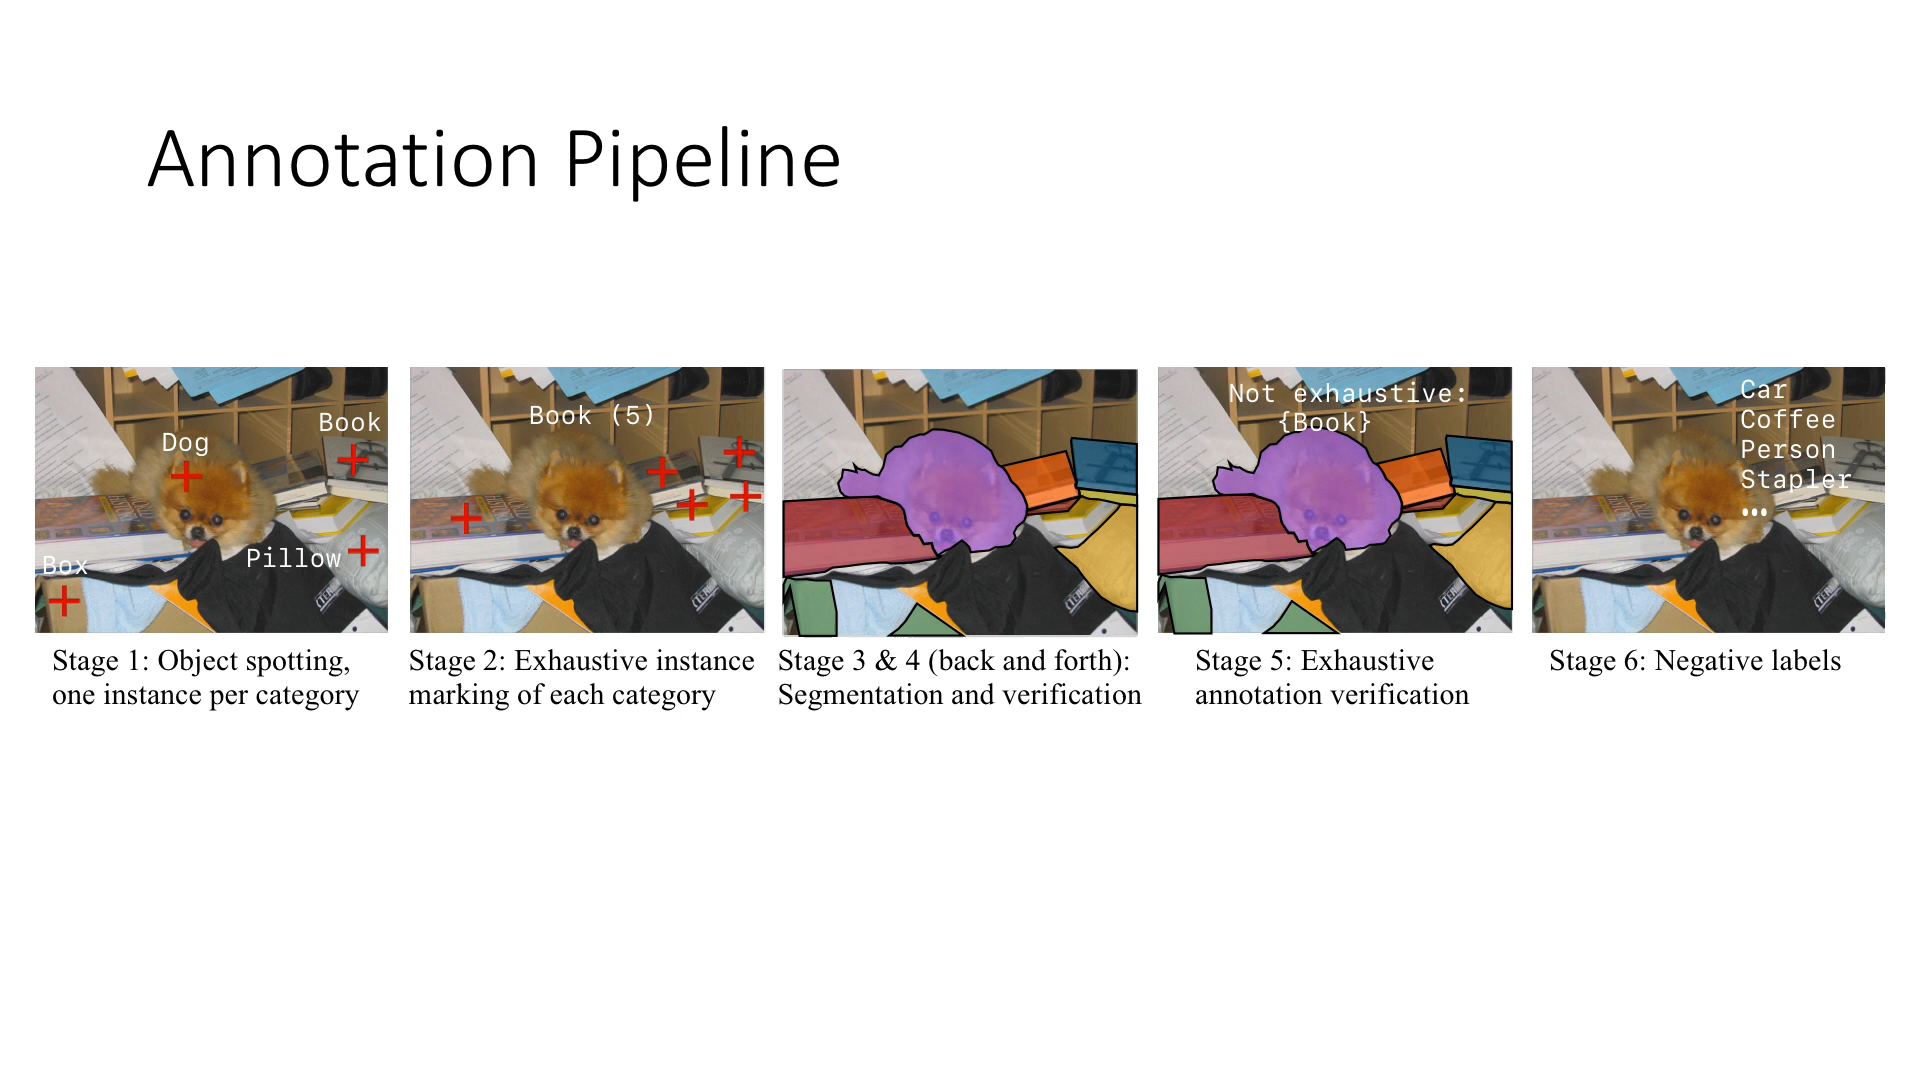 Annotation Pipeline
Dog
Book
Pillow
Box
Book (5)
Not exhaustive:
{Book}
Car
Coffee
Person
Stapler
...
Stage 1: Object spotting,
one instance per category
Stage 2: Exhaustive instance
marking of each category
Stage 3 & 4 (back and forth):
Segmentation and verification
Stage 5: Exhaustive
annotation verification
Stage 6: Negative labels